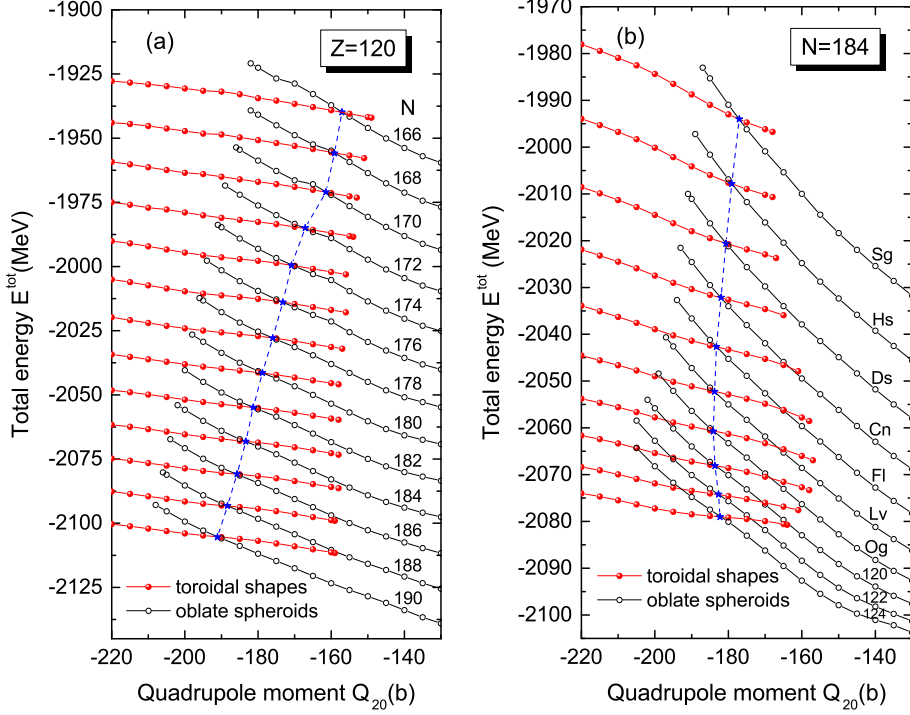 (a)
Z=120
N
166
168
170
172
174
176
178
180
182
184
186
188
190
toroidal shapes
oblate spheroids
-1900
-1925
-1950
-1975
-2000
-2025
-2050
-2075
-2100
-2125
Total energy E^tot(MeV)
-220 -200 -180 -160 -140
Quadrupole moment Q_20(b)
(b)
N=184
Sg
Hs
Ds
Cn
Fl
Lv
Og
120
122
124
toroidal shapes
oblate spheroids
-1970
-1980
-1990
-2000
-2010
-2020
-2030
-2040
-2050
-2060
-2070
-2080
-2090
-2100
Total energy E^tot (MeV)
-220 -200 -180 -160 -140
Quadrupole moment Q_20(b)